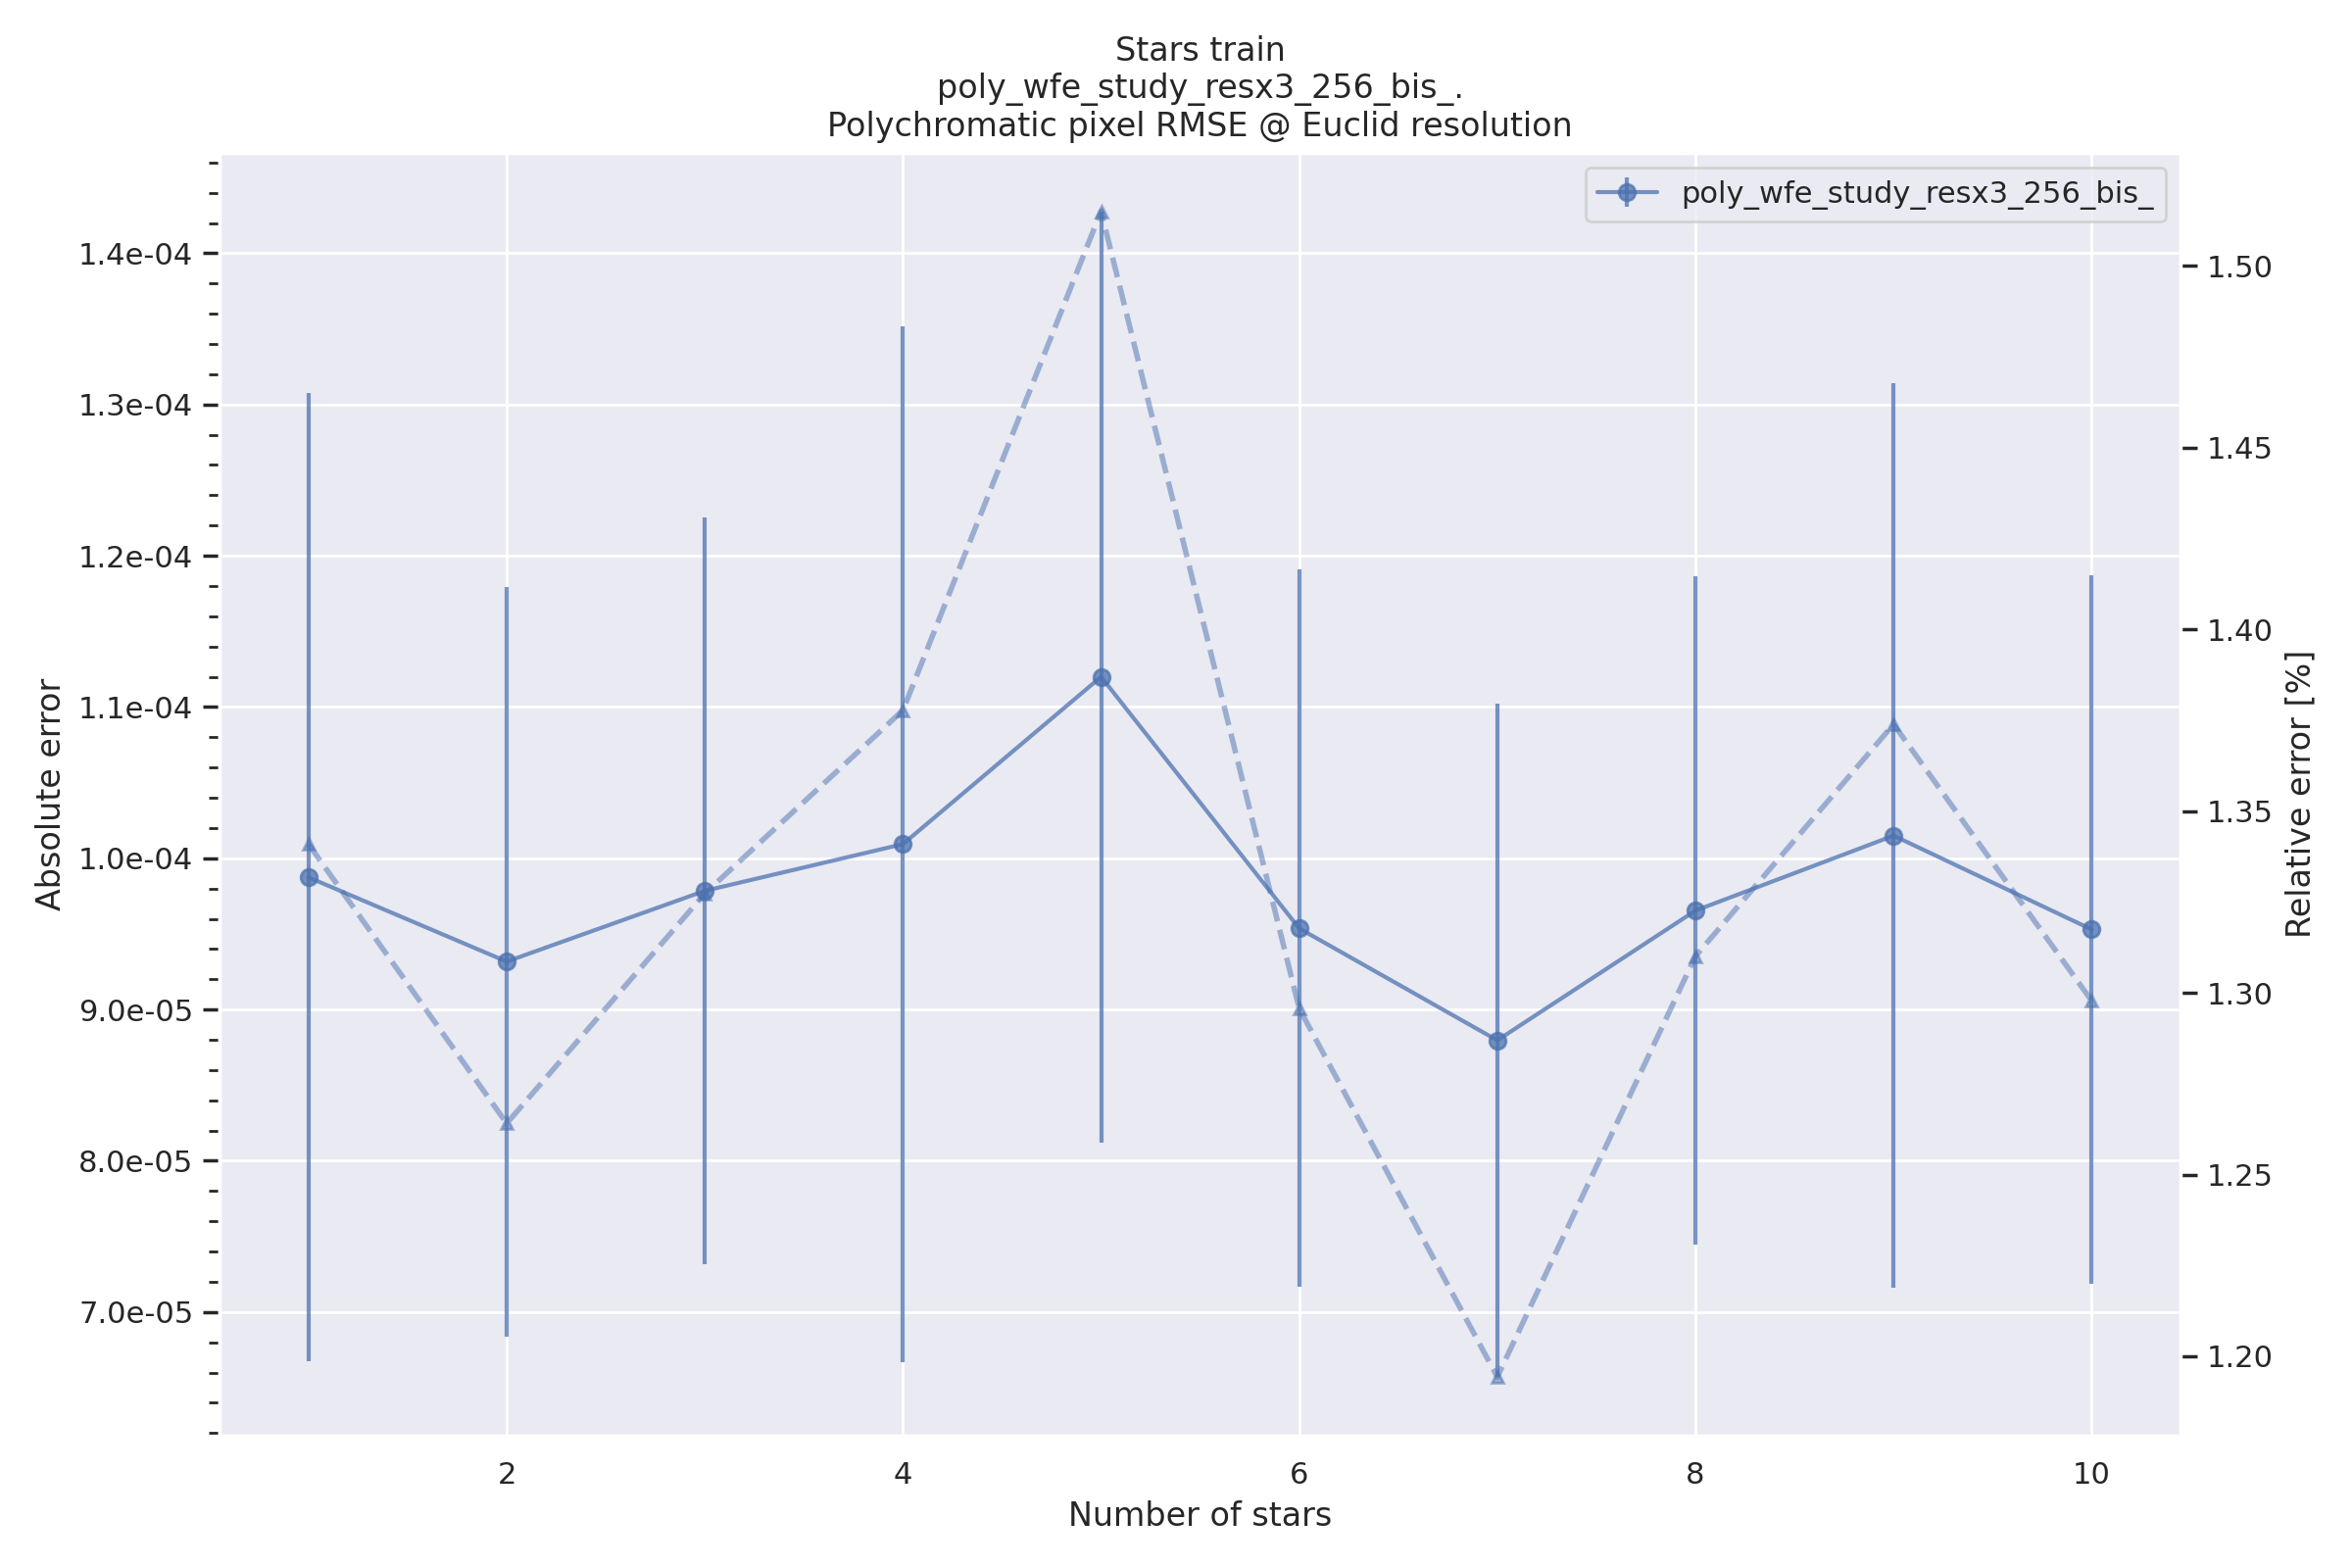 Stars train
poly_wfe_study_resx3_256_bis_.
Polychromatic pixel RMSE @ Euclid resolution
poly_wfe_study_resx3_256_bis_
1.4e-04
1.3e-04
1.2e-04
1.1e-04
1.0e-04
9.0e-05
8.0e-05
7.0e-05
Absolute error
1.50
1.45
1.40
1.35
1.30
1.25
1.20
Relative error [%]
2
4
6
8
10
Number of stars